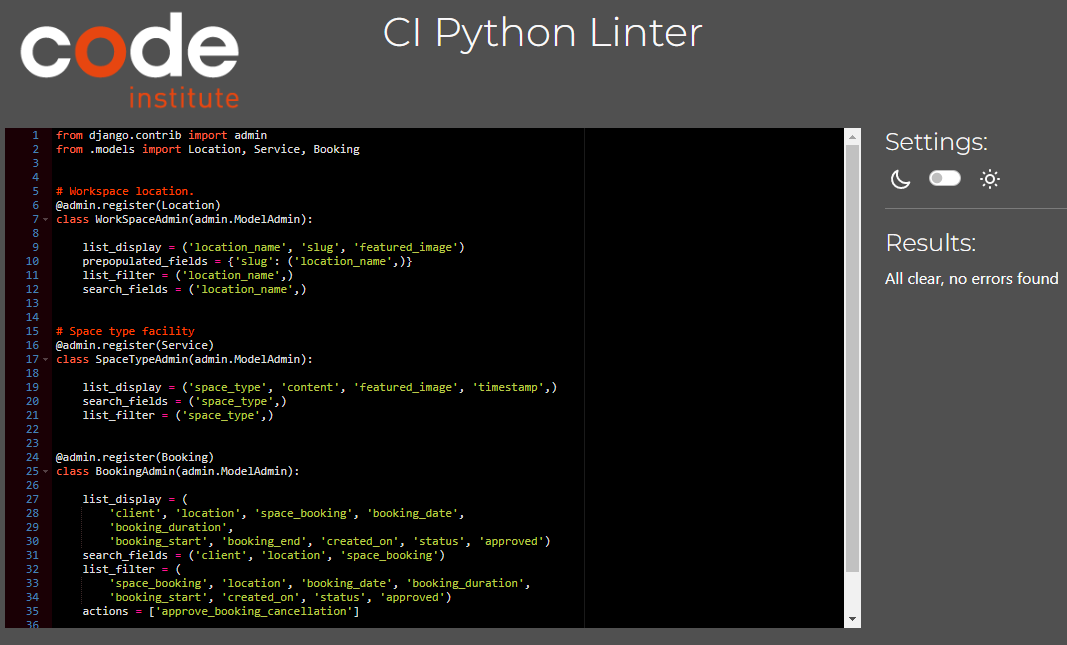 code
institute
CI Python Linter
1 from django.contrib import admin
2 from .models import Location, Service, Booking
3
4
5 # Workspace location.
6 @admin.register(Location)
7 class WorkSpaceAdmin(admin.ModelAdmin):
8
9     list_display = ('location_name', 'slug', 'featured_image')
10     prepopulated_fields = {'slug': ('location_name',)}
11     list_filter = ('location_name',)
12     search_fields = ('location_name',)
13
14
15 # Space type facility
16 @admin.register(Service)
17 class SpaceTypeAdmin(admin.ModelAdmin):
18
19     list_display = ('space_type', 'content', 'featured_image', 'timestamp',)
20     search_fields = ('space_type',)
21     list_filter = ('space_type',)
22
23
24 @admin.register(Booking)
25 class BookingAdmin(admin.ModelAdmin):
26
27     list_display = (
28         'client', 'location', 'space_booking', 'booking_date',
29         'booking_duration',
30         'booking_start', 'booking_end', 'created_on', 'status', 'approved')
31     search_fields = ('client', 'location', 'space_booking')
32     list_filter = (
33         'space_booking', 'location', 'booking_date', 'booking_duration',
34         'booking_start', 'created_on', 'status', 'approved')
35     actions = ['approve_booking_cancellation']
36
Settings:
Results:
All clear, no errors found